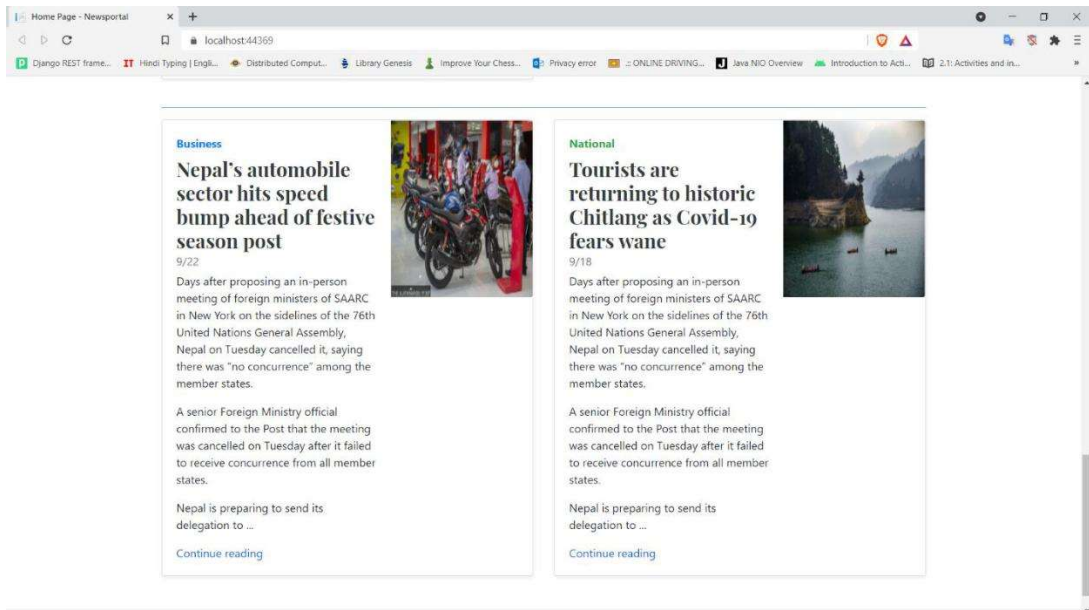 Home Page - Newsportal
localhost:44369
Django REST frame... Hindi Typing | Engli... Distributed Comput... Library Genesis Improve Your Chess... Privacy error .:: ONLINE DRIVING... Java NIO Overview Introduction to Acti... 2.1: Activities and in... »
Business
Nepal's automobile
sector hits speed
bump ahead of festive
season post
9/22
Days after proposing an in-person
meeting of foreign ministers of SAARC
in New York on the sidelines of the 76th
United Nations General Assembly,
Nepal on Tuesday cancelled it, saying
there was "no concurrence" among the
member states.
A senior Foreign Ministry official
confirmed to the Post that the meeting
was cancelled on Tuesday after it failed
to receive concurrence from all member
states.
Nepal is preparing to send its
delegation to ...
Continue reading
National
Tourists are
returning to historic
Chitlang as Covid-19
fears wane
9/18
Days after proposing an in-person
meeting of foreign ministers of SAARC
in New York on the sidelines of the 76th
United Nations General Assembly,
Nepal on Tuesday cancelled it, saying
there was "no concurrence" among the
member states.
A senior Foreign Ministry official
confirmed to the Post that the meeting
was cancelled on Tuesday after it failed
to receive concurrence from all member
states.
Nepal is preparing to send its
delegation to ...
Continue reading